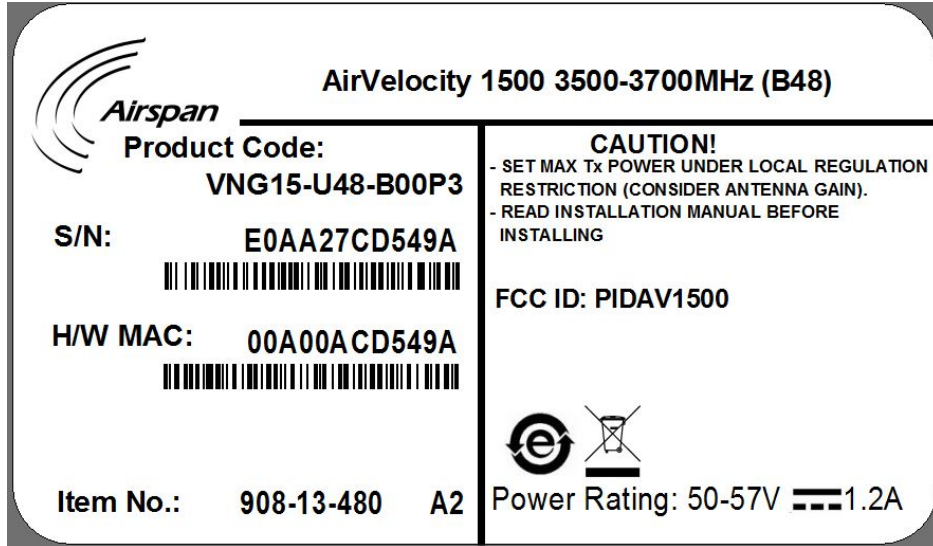 Airspan
AirVelocity 1500 3500-3700MHz (B48)
Product Code:
VNG15-U48-B00P3
S/N: E0AA27CD549A
H/W MAC: 00A00ACD549A
Item No.: 908-13-480 A2
CAUTION!
- SET MAX Tx POWER UNDER LOCAL REGULATION
RESTRICTION (CONSIDER ANTENNA GAIN).
- READ INSTALLATION MANUAL BEFORE
INSTALLING
FCC ID: PIDAV1500
e
Power Rating: 50-57V 1.2A